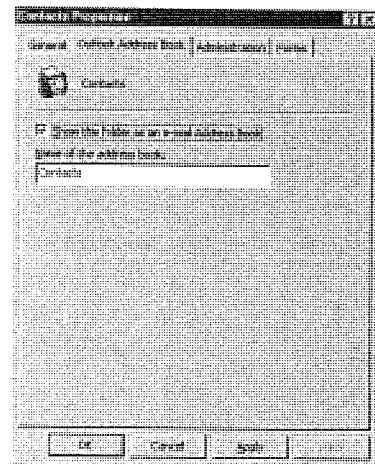 Contacts Properties
General Outlook Address Book Administration Forms
Contacts
Show this folder as an e-mail Address Book
Name of the address book:
Contacts
OK Cancel Apply